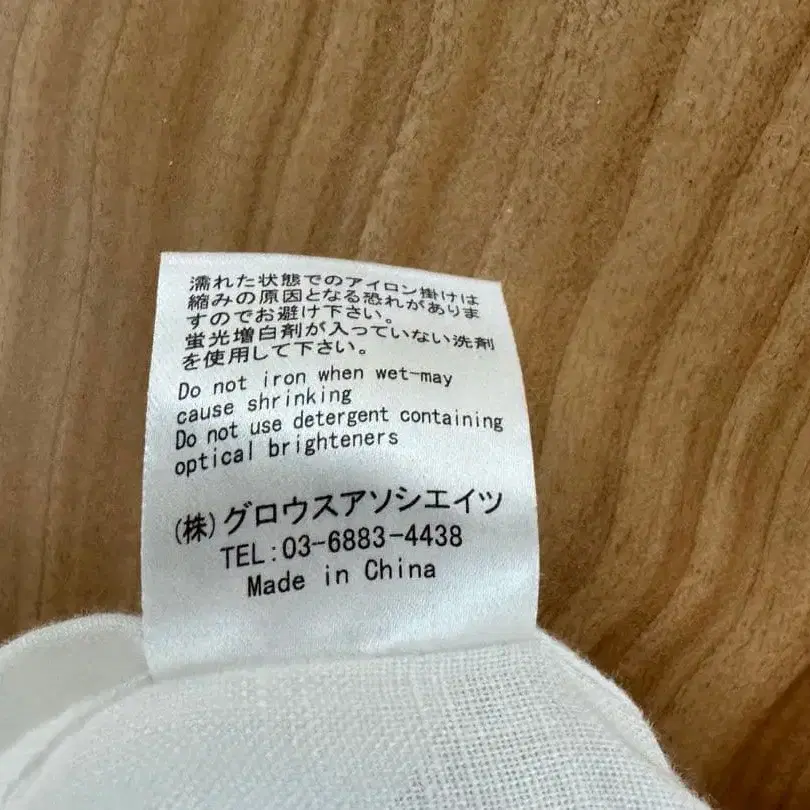 濡れた状態でのアイロン掛けは
縮みの原因となる恐れがありま
すのでお避け下さい。
蛍光増白剤が入っていない洗剤
を使用して下さい。
Do not iron when wet-may
cause shrinking
Do not use detergent containing
optical brighteners
(株)グロウスアソシエイツ
TEL:03-6883-4438
Made in China